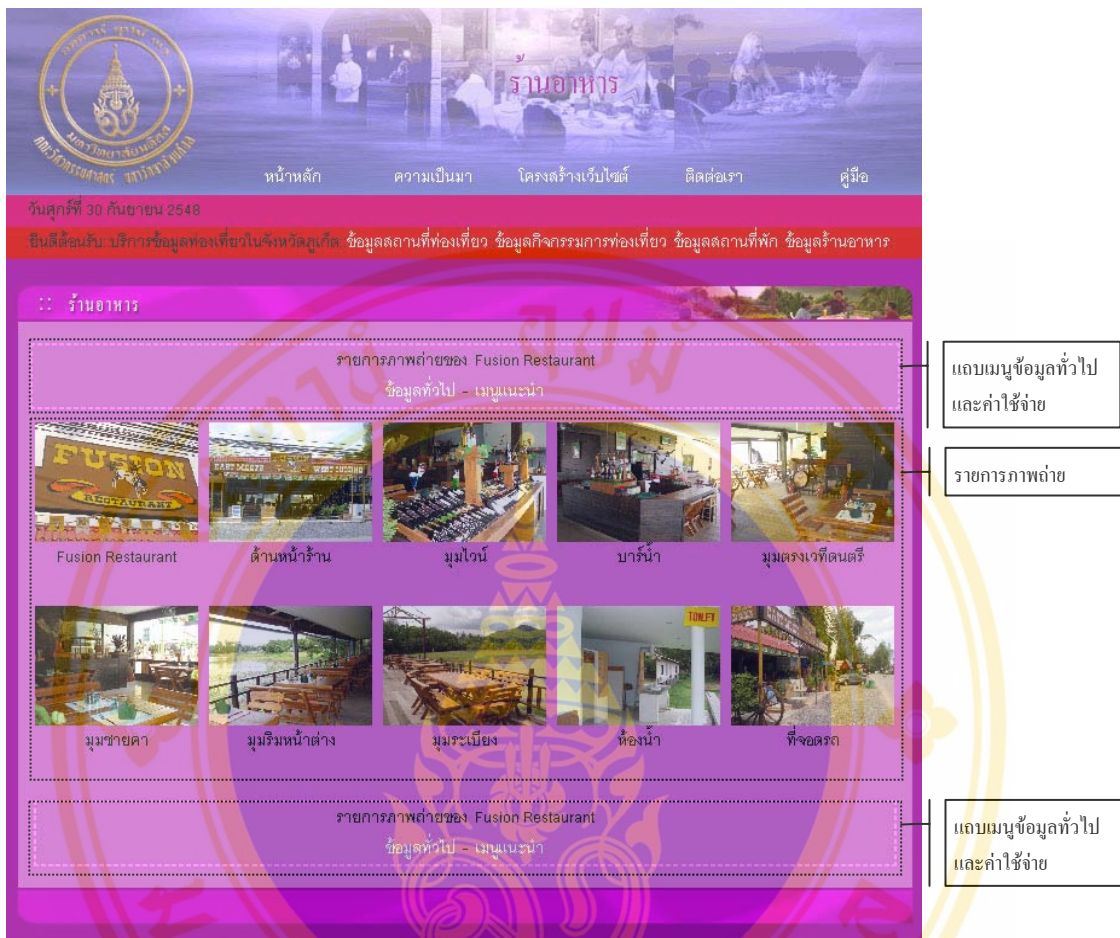 ร้านอาหาร
หน้าหลัก ความเป็นมา โครงสร้างเว็บไซต์ ติดต่อเรา คู่มือ
วันศุกร์ที่ 30 กันยายน 2548
ยินดีต้อนรับ::บริการข้อมูลท่องเที่ยวในจังหวัดภูเก็ต ข้อมูลสถานที่ท่องเที่ยว ข้อมูลกิจกรรมการท่องเที่ยว ข้อมูลสถานที่พัก ข้อมูลร้านอาหาร
:: ร้านอาหาร
รายการภาพถ่ายของ Fusion Restaurant
ข้อมูลทั่วไป - เมนูแนะนำ
แถบเมนูข้อมูลทั่วไป
และค่าใช้จ่าย
รายการภาพถ่าย
FUSION
RESTAURANT
EAST MEETS WEST
Fusion Restaurant ด้านหน้าร้าน มุมไวน์ บาร์น้ำ มุมตรงเวทีดนตรี
TOILET
มุมชายคา มุมริมหน้าต่าง มุมระเบียง ห้องน้ำ ที่จอดรถ
รายการภาพถ่ายของ Fusion Restaurant
ข้อมูลทั่วไป - เมนูแนะนำ
แถบเมนูข้อมูลทั่วไป
และค่าใช้จ่าย